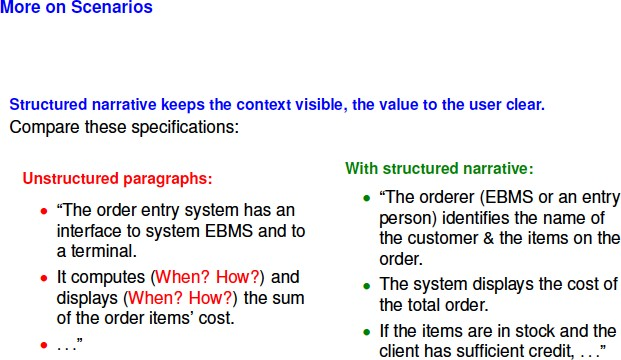 More on Scenarios
Structured narrative keeps the context visible, the value to the user clear.
Compare these specifications:
Unstructured paragraphs:
• “The order entry system has an
interface to system EBMS and to
a terminal.
• It computes (When? How?) and
displays (When? How?) the sum
of the order items’ cost.
• . . .”
With structured narrative:
• “The orderer (EBMS or an entry
person) identifies the name of
the customer & the items on the
order.
• The system displays the cost of
the total order.
• If the items are in stock and the
client has sufficient credit, . . .”